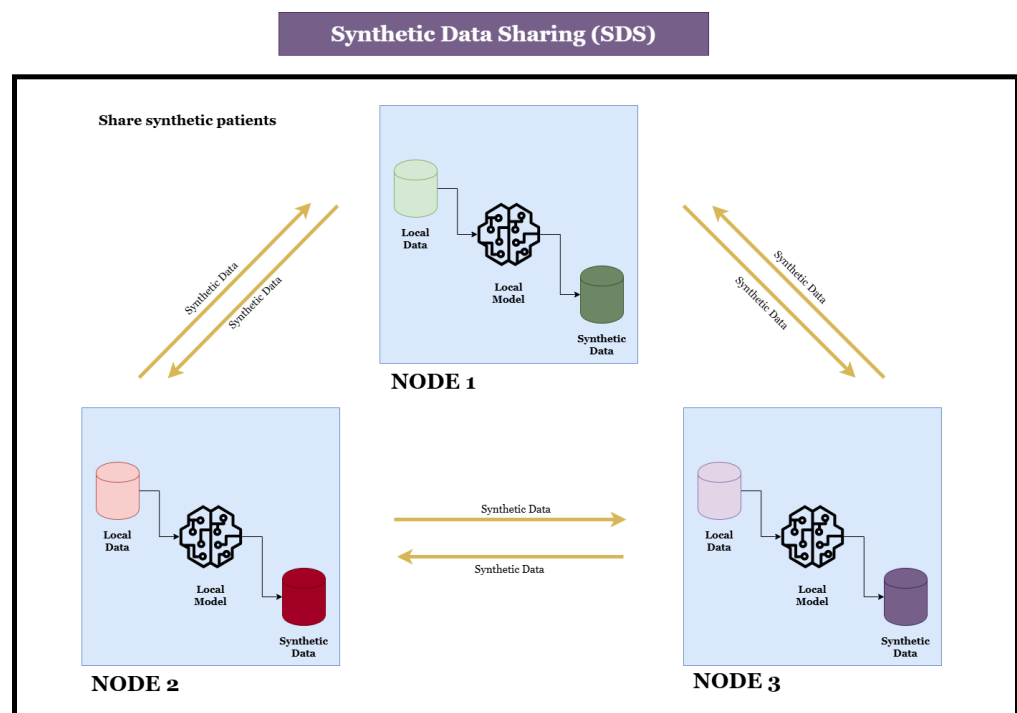 Synthetic Data Sharing (SDS)
Share synthetic patients
Local
Data
Local
Model
Synthetic
Data
NODE 1
Synthetic Data
Synthetic Data
Synthetic Data
Synthetic Data
Local
Data
Local
Model
Synthetic
Data
NODE 2
Synthetic Data
Synthetic Data
Local
Data
Local
Model
Synthetic
Data
NODE 3